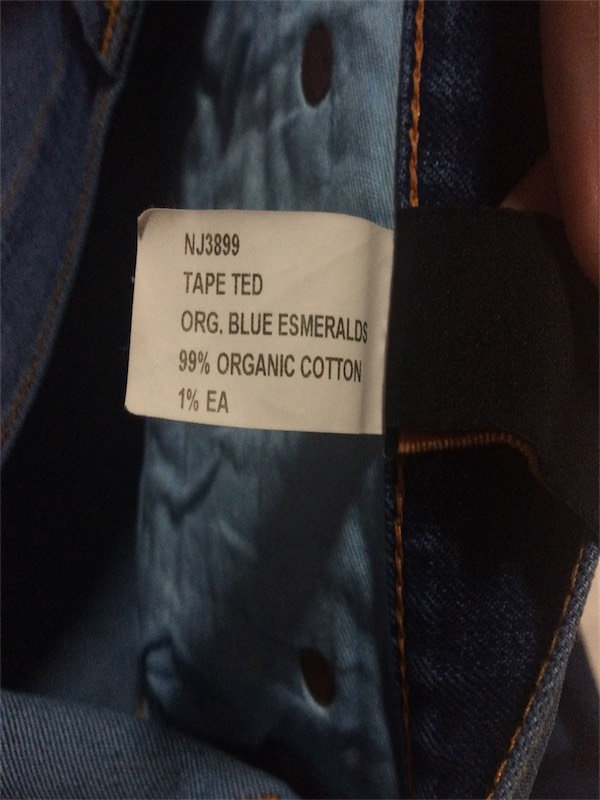 NJ3899
TAPE TED
ORG. BLUE ESMERALDS
99% ORGANIC COTTON
1% EA